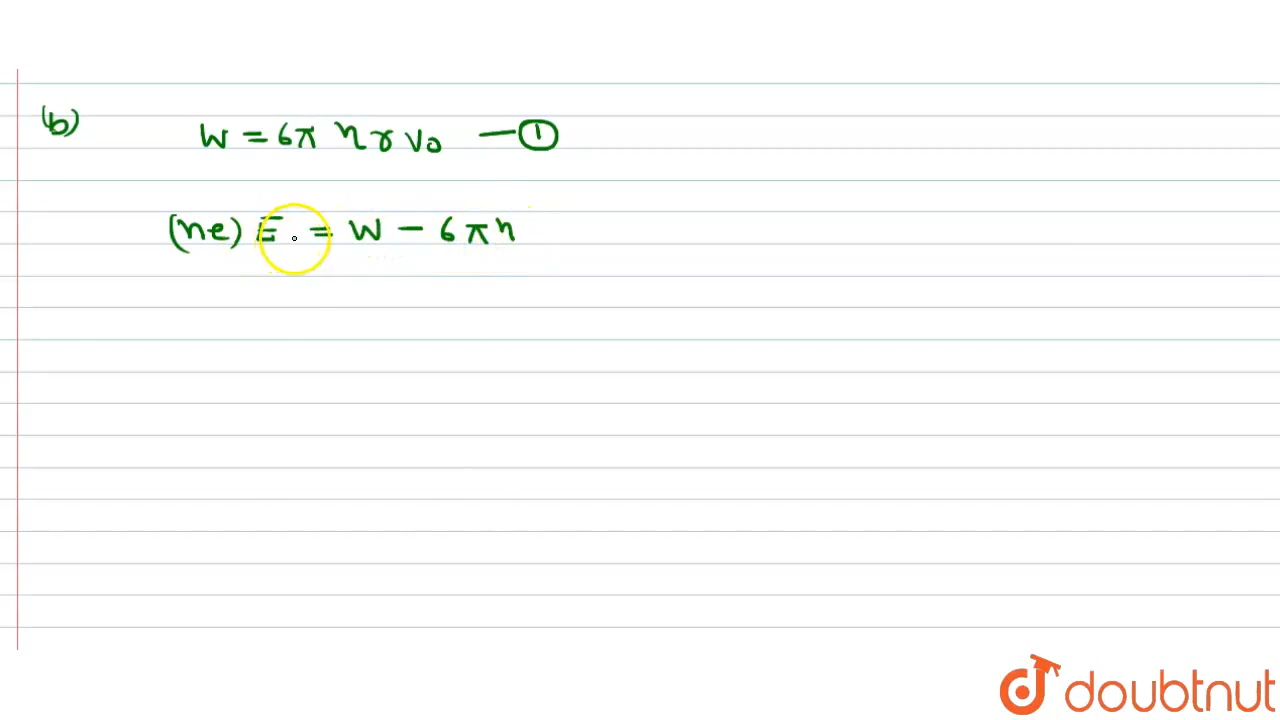 (b) W = 6π η r v₀ —①
(ne) E = W − 6πη
doubtnut